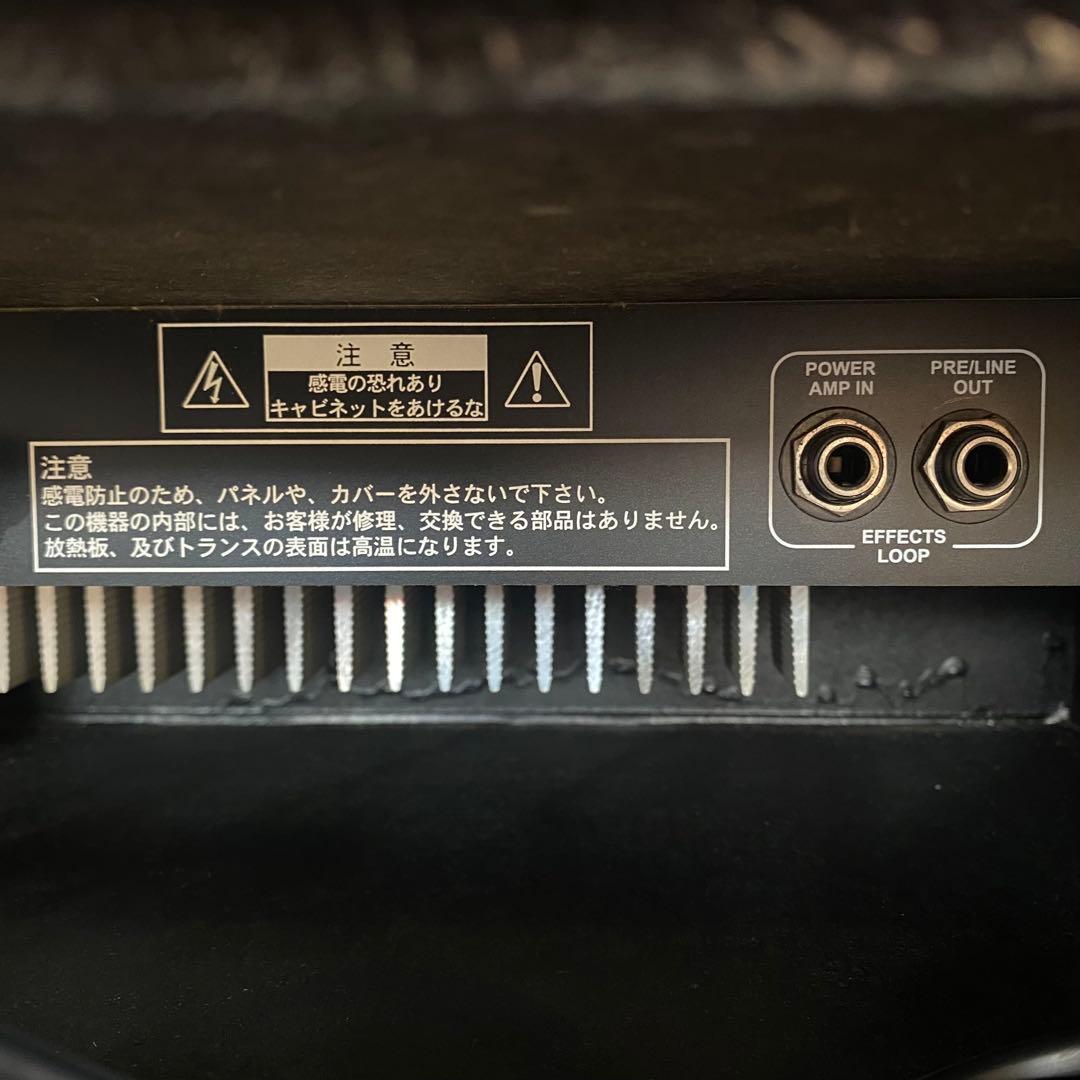 注 意
感電の恐れあり
キャビネットをあけるな
注意
感電防止のため、パネルや、カバーを外さないで下さい。
この機器の内部には、お客様が修理、交換できる部品はありません。
放熱板、及びトランスの表面は高温になります。
POWER
AMP IN
PRE/LINE
OUT
EFFECTS
LOOP